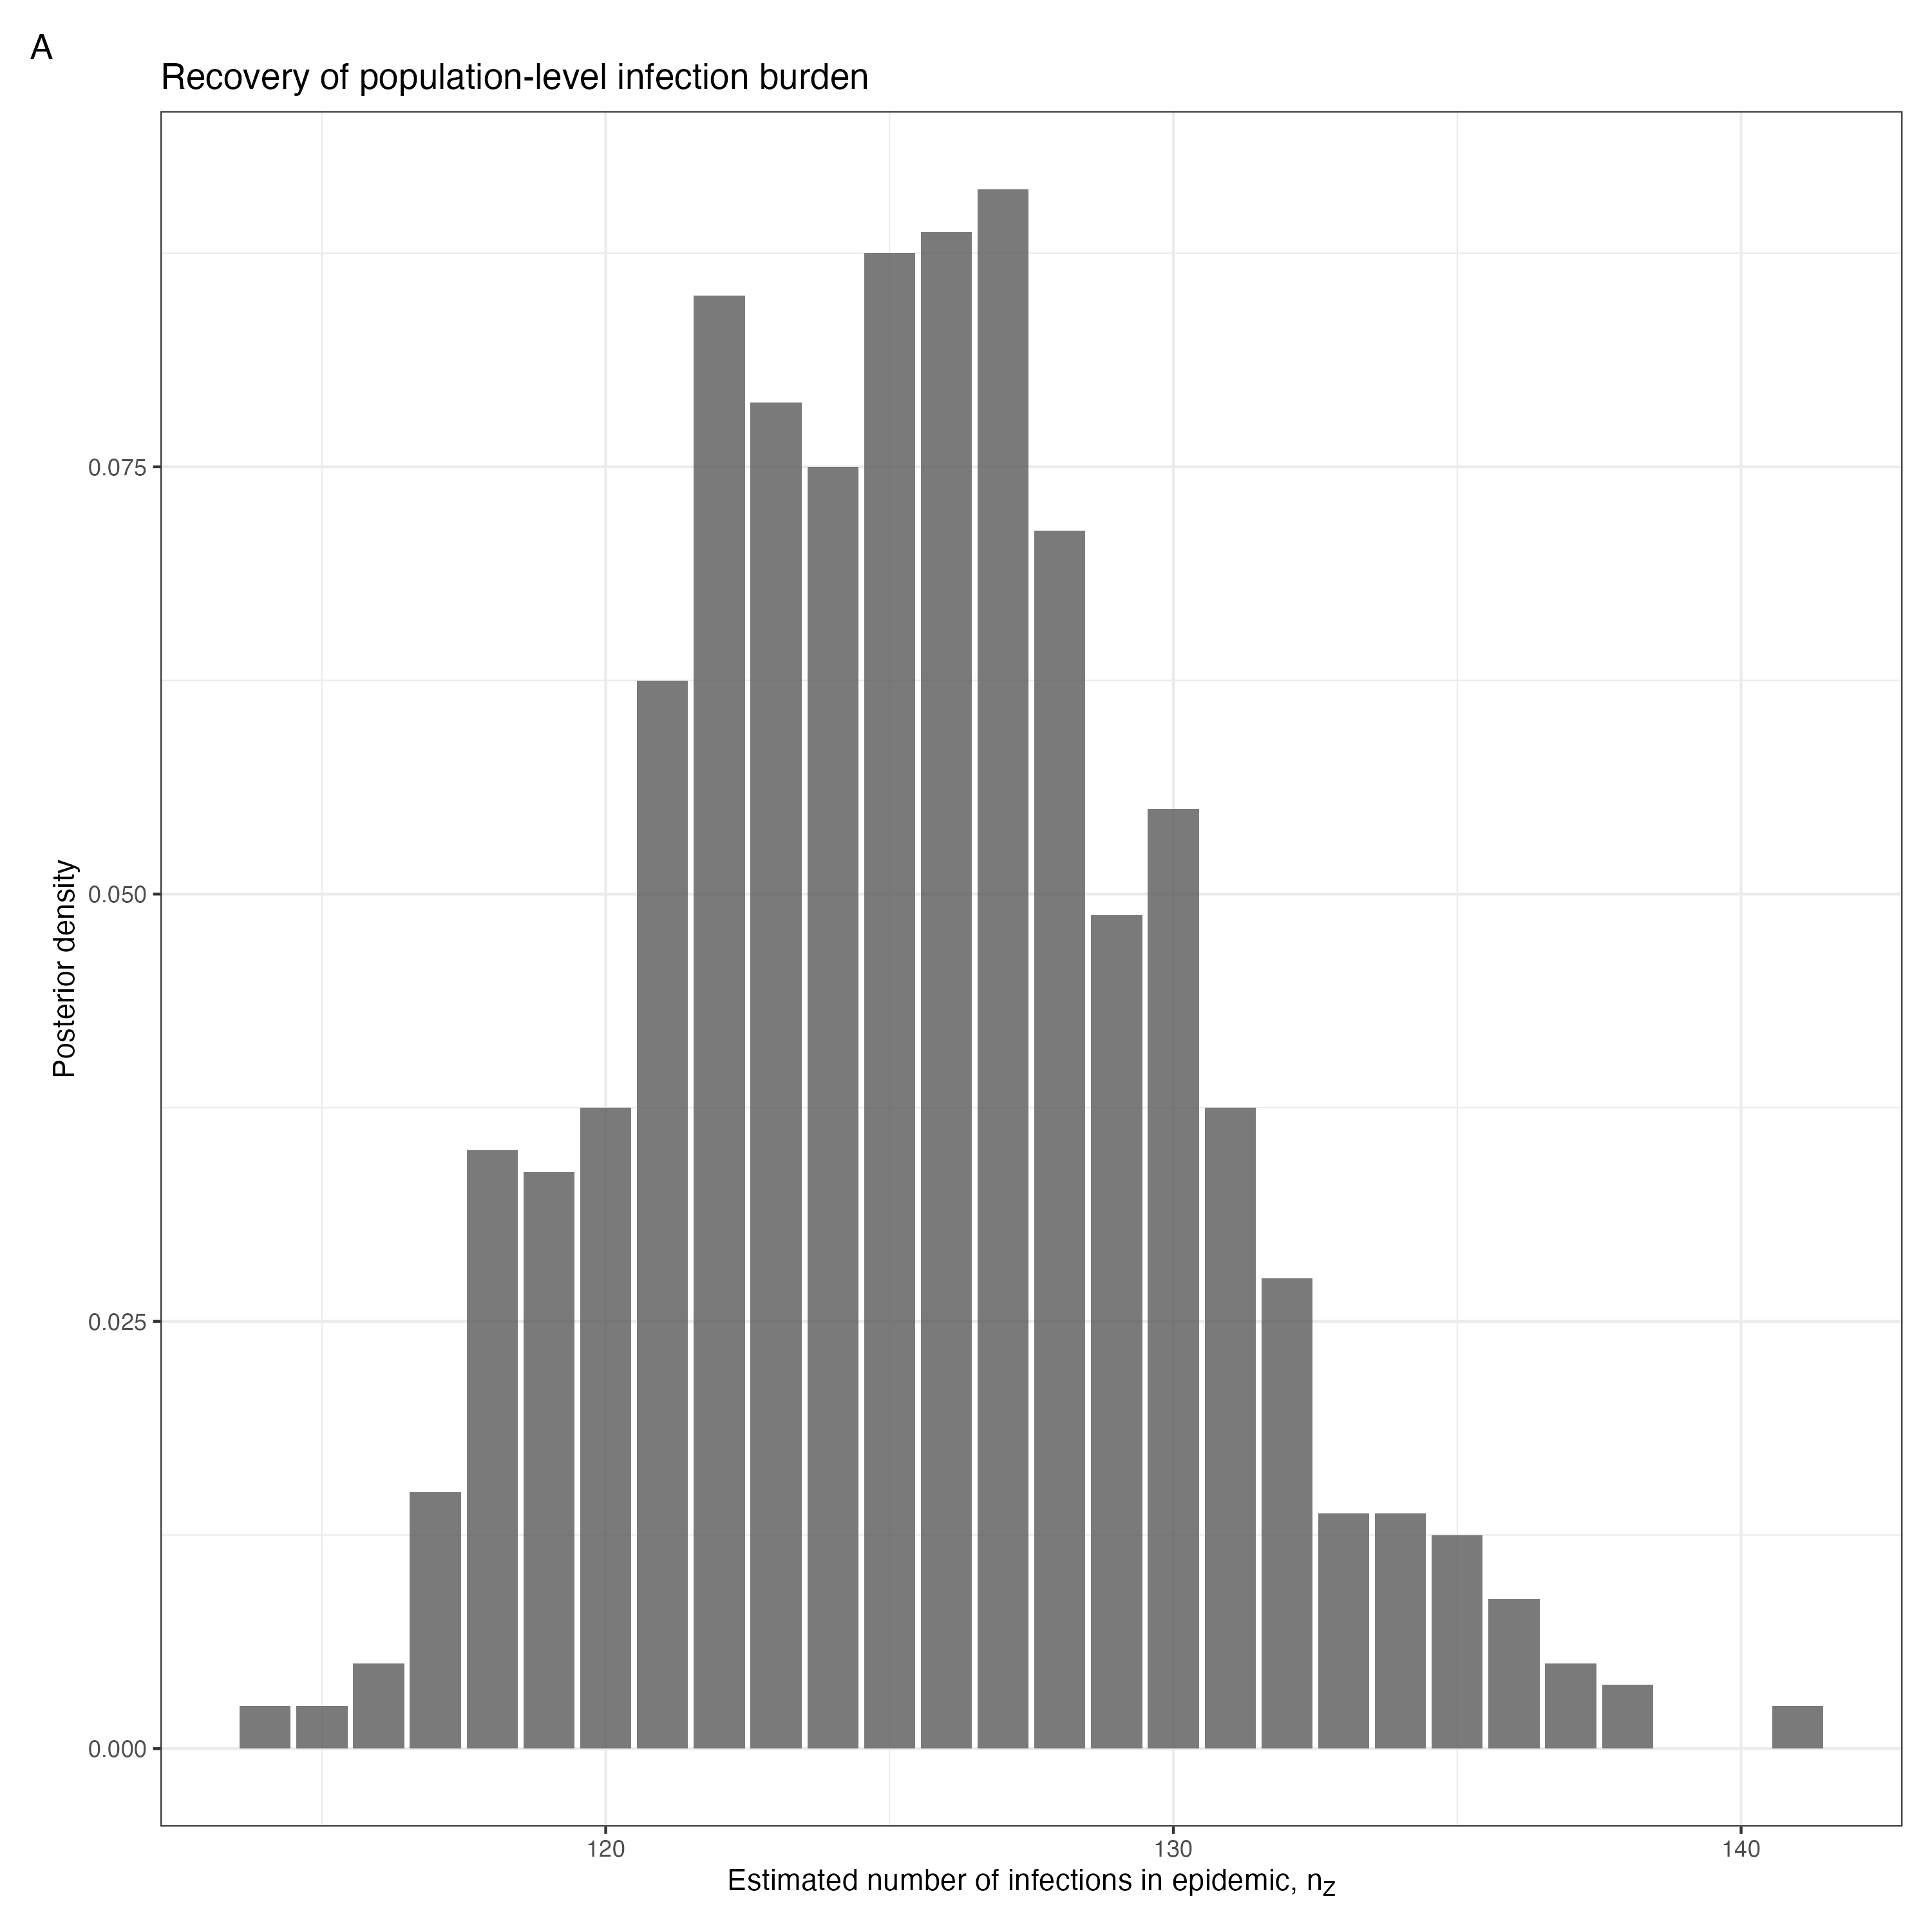 A
Recovery of population-level infection burden
Posterior density
0.075
0.050
0.025
0.000
120 130 140
Estimated number of infections in epidemic, nZ